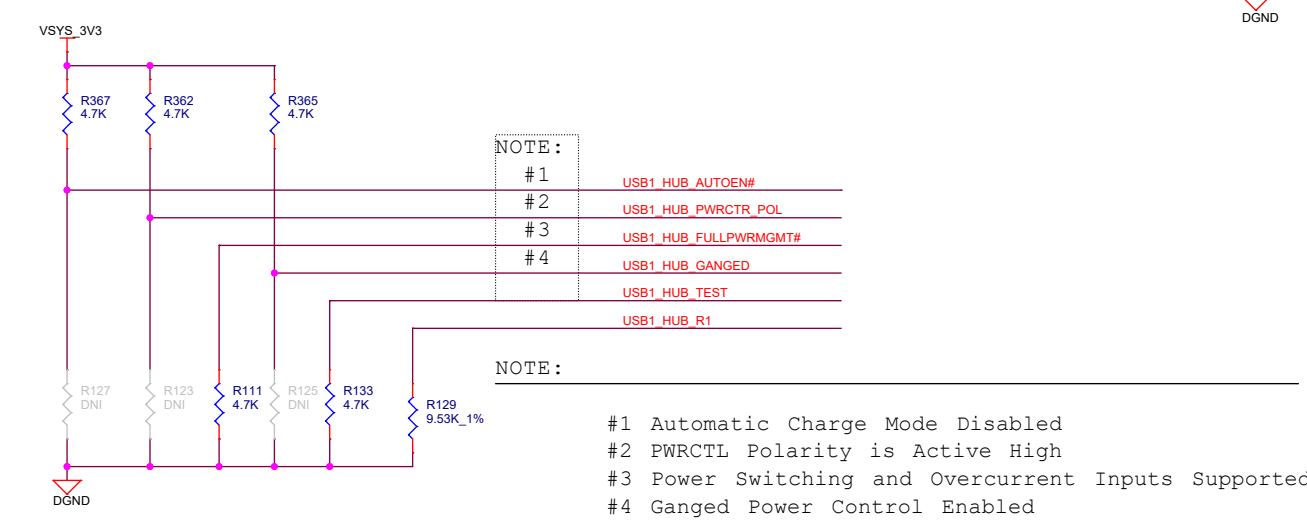 DGND
VSYS_3V3
R367
4.7K
R362
4.7K
R365
4.7K
NOTE:
#1
USB1_HUB_AUTOEN#
#2
USB1_HUB_PWRCTR_POL
#3
USB1_HUB_FULLPWRMGMT#
#4
USB1_HUB_GANGED
USB1_HUB_TEST
USB1_HUB_R1
NOTE:
R127
DNI
R123
DNI
R111
4.7K
R125
DNI
R133
4.7K
R129
9.53K_1%
#1 Automatic Charge Mode Disabled
#2 PWRCTL Polarity is Active High
#3 Power Switching and Overcurrent Inputs Supported
#4 Ganged Power Control Enabled
DGND